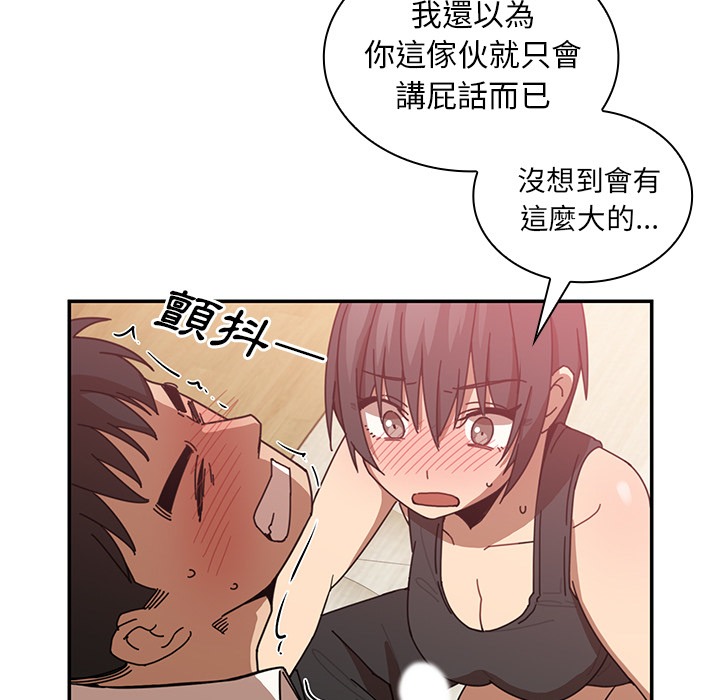 我還以為
你這傢伙就只會
講屁話而已
沒想到會有
這麼大的...
顫抖—